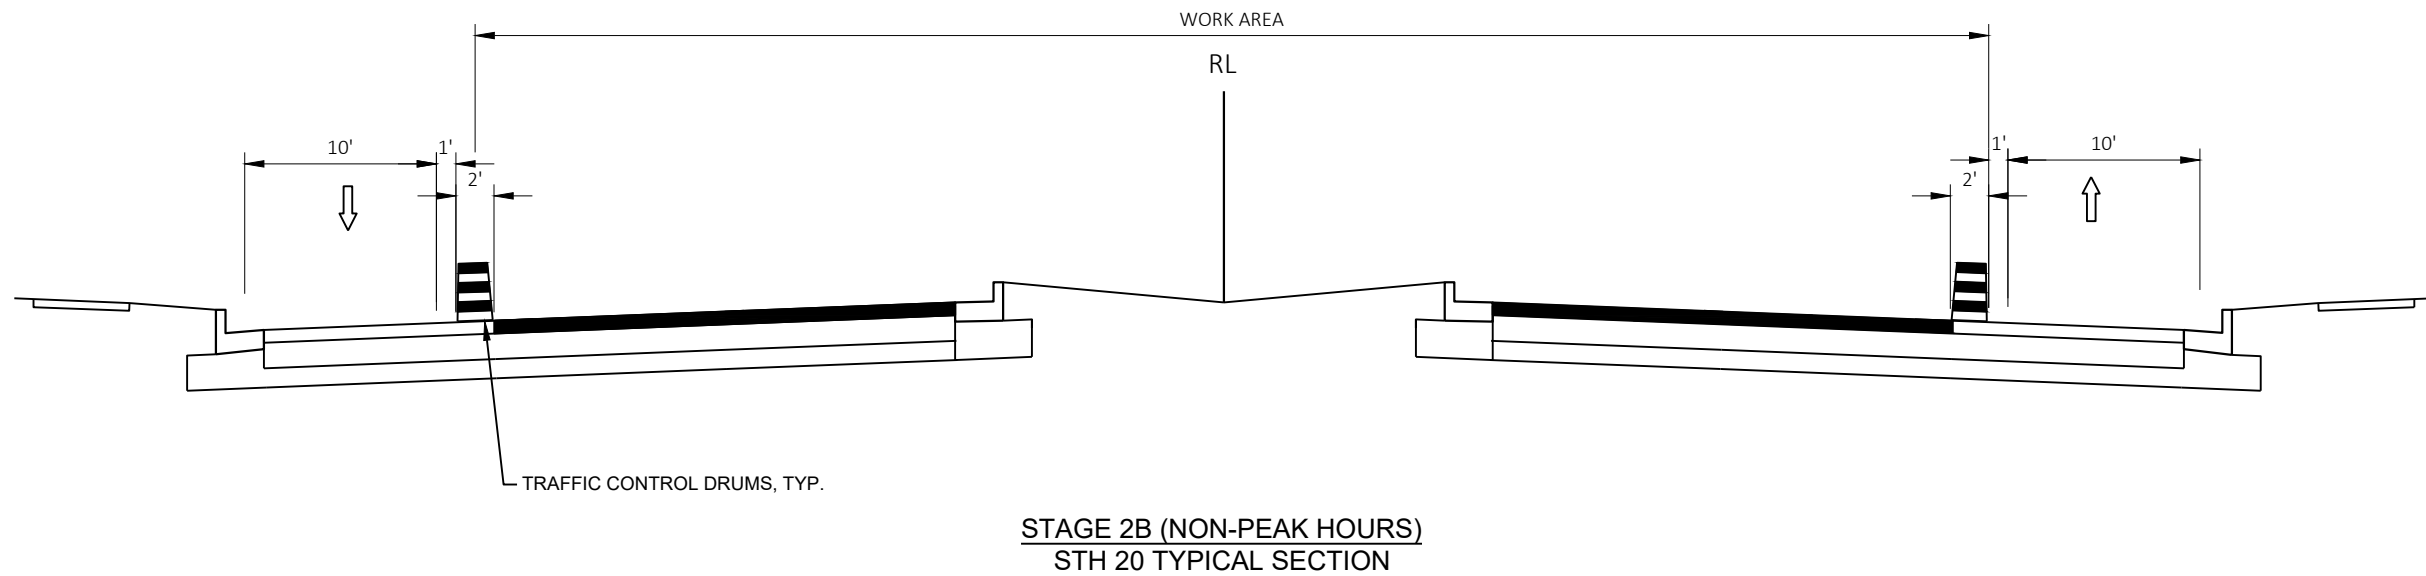 WORK AREA
RL
10'
1'
2'
1'
10'
2'
TRAFFIC CONTROL DRUMS, TYP.
STAGE 2B (NON-PEAK HOURS)
STH 20 TYPICAL SECTION